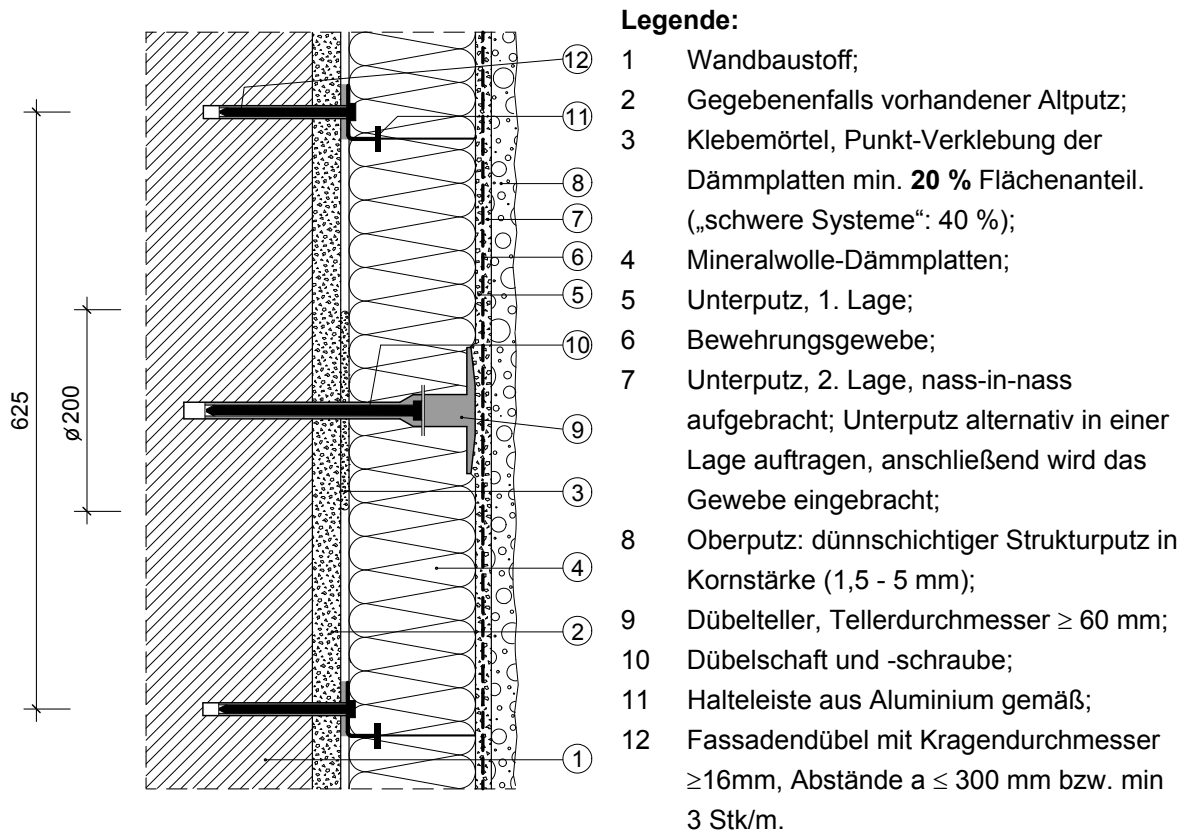 12
11
8
7
6
5
10
9
3
4
2
1
625
ø 200
Legende:
1 Wandbaustoff;
2 Gegebenenfalls vorhandener Altputz;
3 Klebemörtel, Punkt-Verklebung der
Dämmplatten min. 20 % Flächenanteil.
(„schwere Systeme“: 40 %);
4 Mineralwolle-Dämmplatten;
5 Unterputz, 1. Lage;
6 Bewehrungsgewebe;
7 Unterputz, 2. Lage, nass-in-nass
aufgebracht; Unterputz alternativ in einer
Lage auftragen, anschließend wird das
Gewebe eingebracht;
8 Oberputz: dünnschichtiger Strukturputz in
Kornstärke (1,5 - 5 mm);
9 Dübelteller, Tellerdurchmesser ≥ 60 mm;
10 Dübelschaft und -schraube;
11 Halteleiste aus Aluminium gemäß;
12 Fassadendübel mit Kragendurchmesser
≥16mm, Abstände a ≤ 300 mm bzw. min
3 Stk/m.